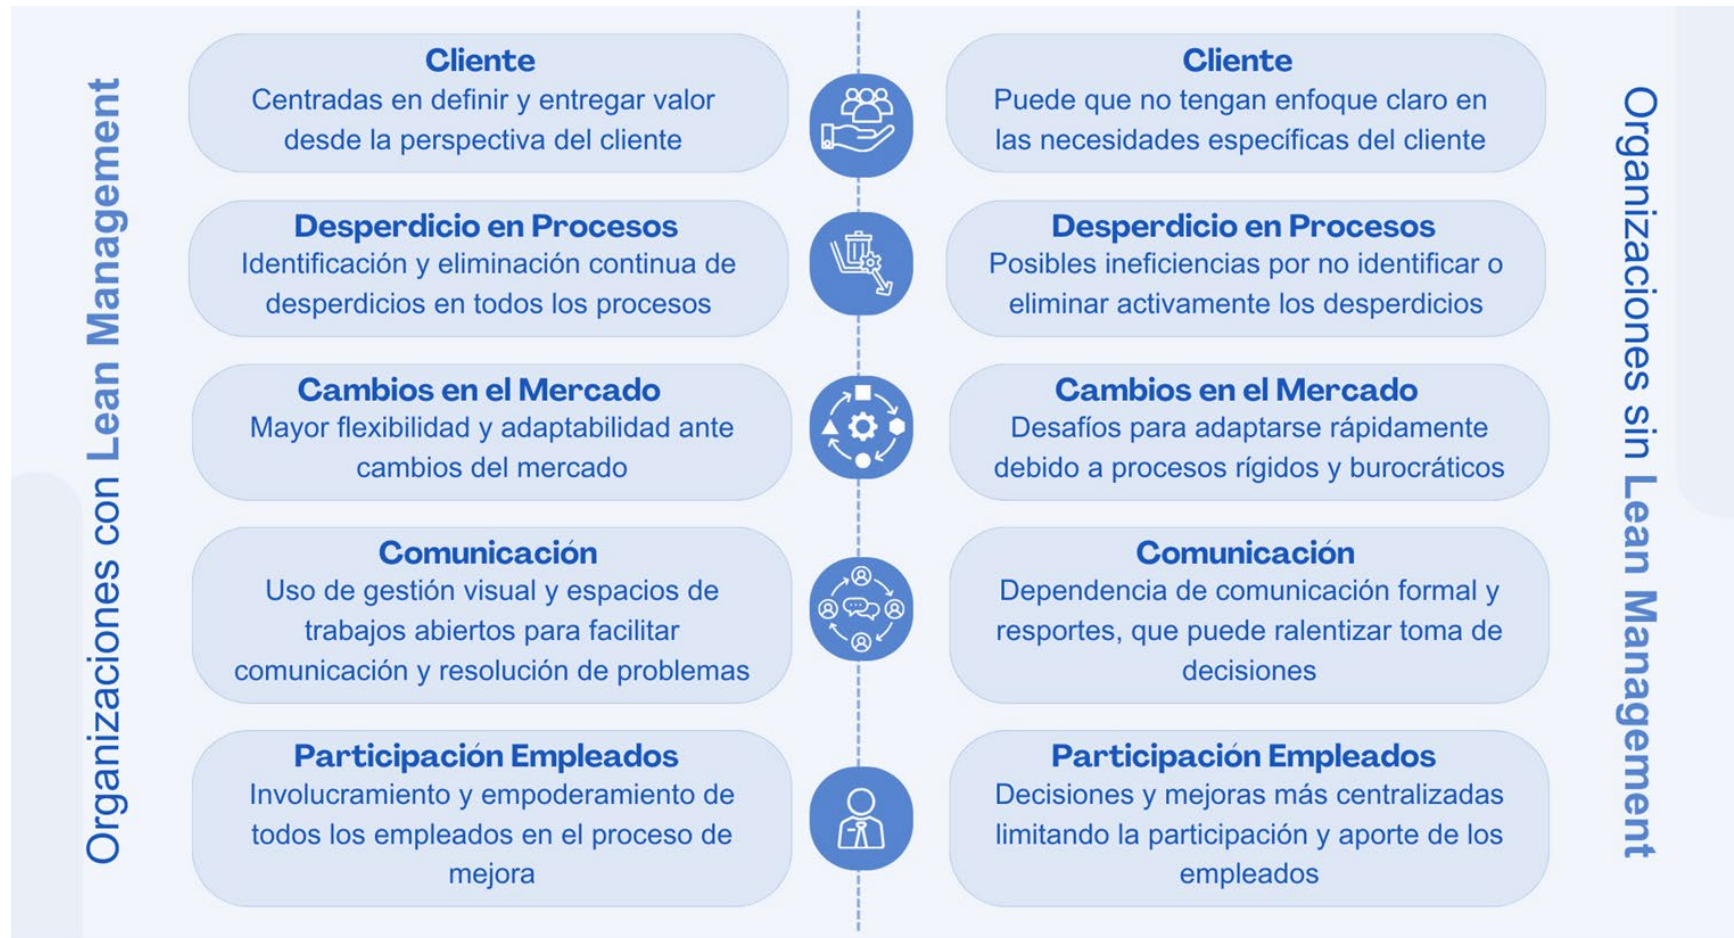 Organizaciones con Lean Management
Cliente
Centradas en definir y entregar valor
desde la perspectiva del cliente
Desperdicio en Procesos
Identificación y eliminación continua de
desperdicios en todos los procesos
Cambios en el Mercado
Mayor flexibilidad y adaptabilidad ante
cambios del mercado
Comunicación
Uso de gestión visual y espacios de
trabajos abiertos para facilitar
comunicación y resolución de problemas
Participación Empleados
Involucramiento y empoderamiento de
todos los empleados en el proceso de
mejora
Cliente
Puede que no tengan enfoque claro en
las necesidades específicas del cliente
Desperdicio en Procesos
Posibles ineficiencias por no identificar o
eliminar activamente los desperdicios
Cambios en el Mercado
Desafíos para adaptarse rápidamente
debido a procesos rígidos y burocráticos
Comunicación
Dependencia de comunicación formal y
resportes, que puede ralentizar toma de
decisiones
Participación Empleados
Decisiones y mejoras más centralizadas
limitando la participación y aporte de los
empleados
Organizaciones sin Lean Management